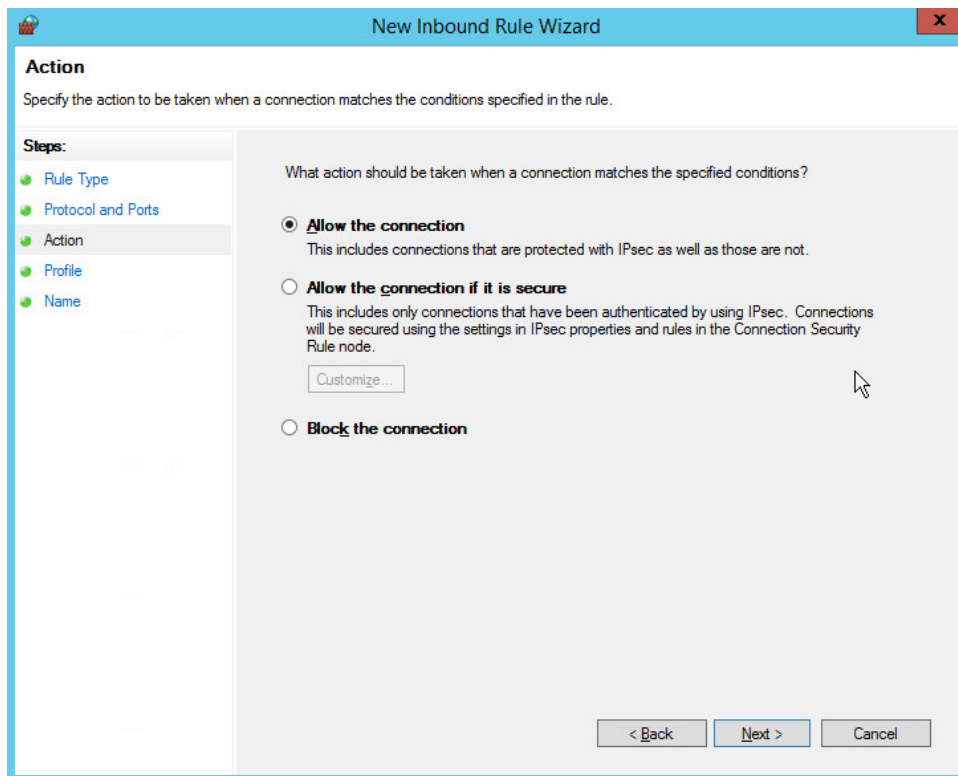 New Inbound Rule Wizard
x
Action
Specify the action to be taken when a connection matches the conditions specified in the rule.
Steps:
Rule Type
Protocol and Ports
Action
Profile
Name
What action should be taken when a connection matches the specified conditions?
Allow the connection
This includes connections that are protected with IPsec as well as those are not.
Allow the connection if it is secure
This includes only connections that have been authenticated by using IPsec. Connections
will be secured using the settings in IPsec properties and rules in the Connection Security
Rule node.
Customize...
Block the connection
< Back
Next >
Cancel